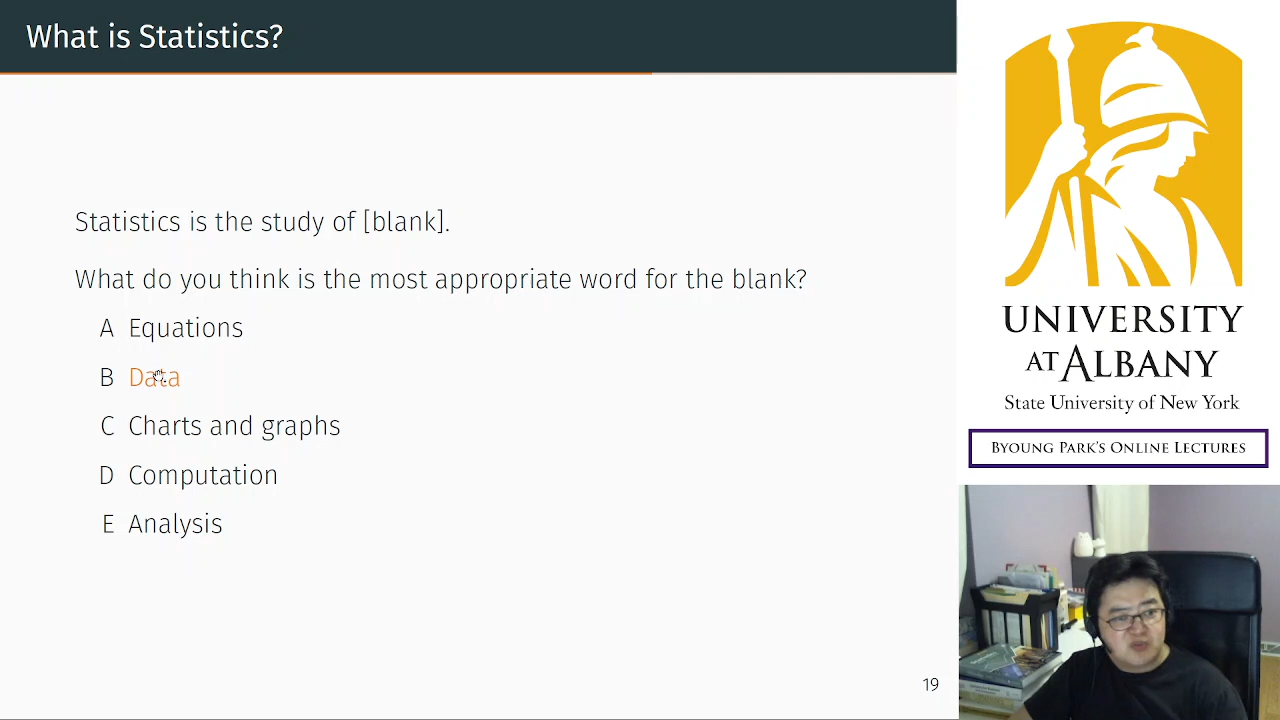 What is Statistics?
Statistics is the study of [blank].
What do you think is the most appropriate word for the blank?
A Equations
B Data
C Charts and graphs
D Computation
E Analysis
19
UNIVERSITY
AT ALBANY
State University of New York
BYOUNG PARK'S ONLINE LECTURES